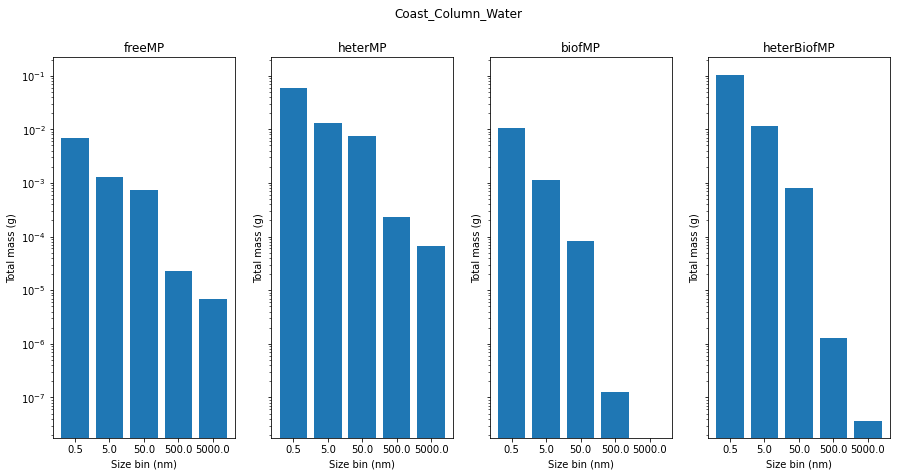 Coast_Column_Water
freeMP
heterMP
biofMP
heterBiofMP
Total mass (g)
10⁻¹
10⁻²
10⁻³
10⁻⁴
10⁻⁵
10⁻⁶
10⁻⁷
Total mass (g)
Total mass (g)
Total mass (g)
0.5 5.0 50.0 500.0 5000.0
0.5 5.0 50.0 500.0 5000.0
0.5 5.0 50.0 500.0 5000.0
0.5 5.0 50.0 500.0 5000.0
Size bin (nm)
Size bin (nm)
Size bin (nm)
Size bin (nm)